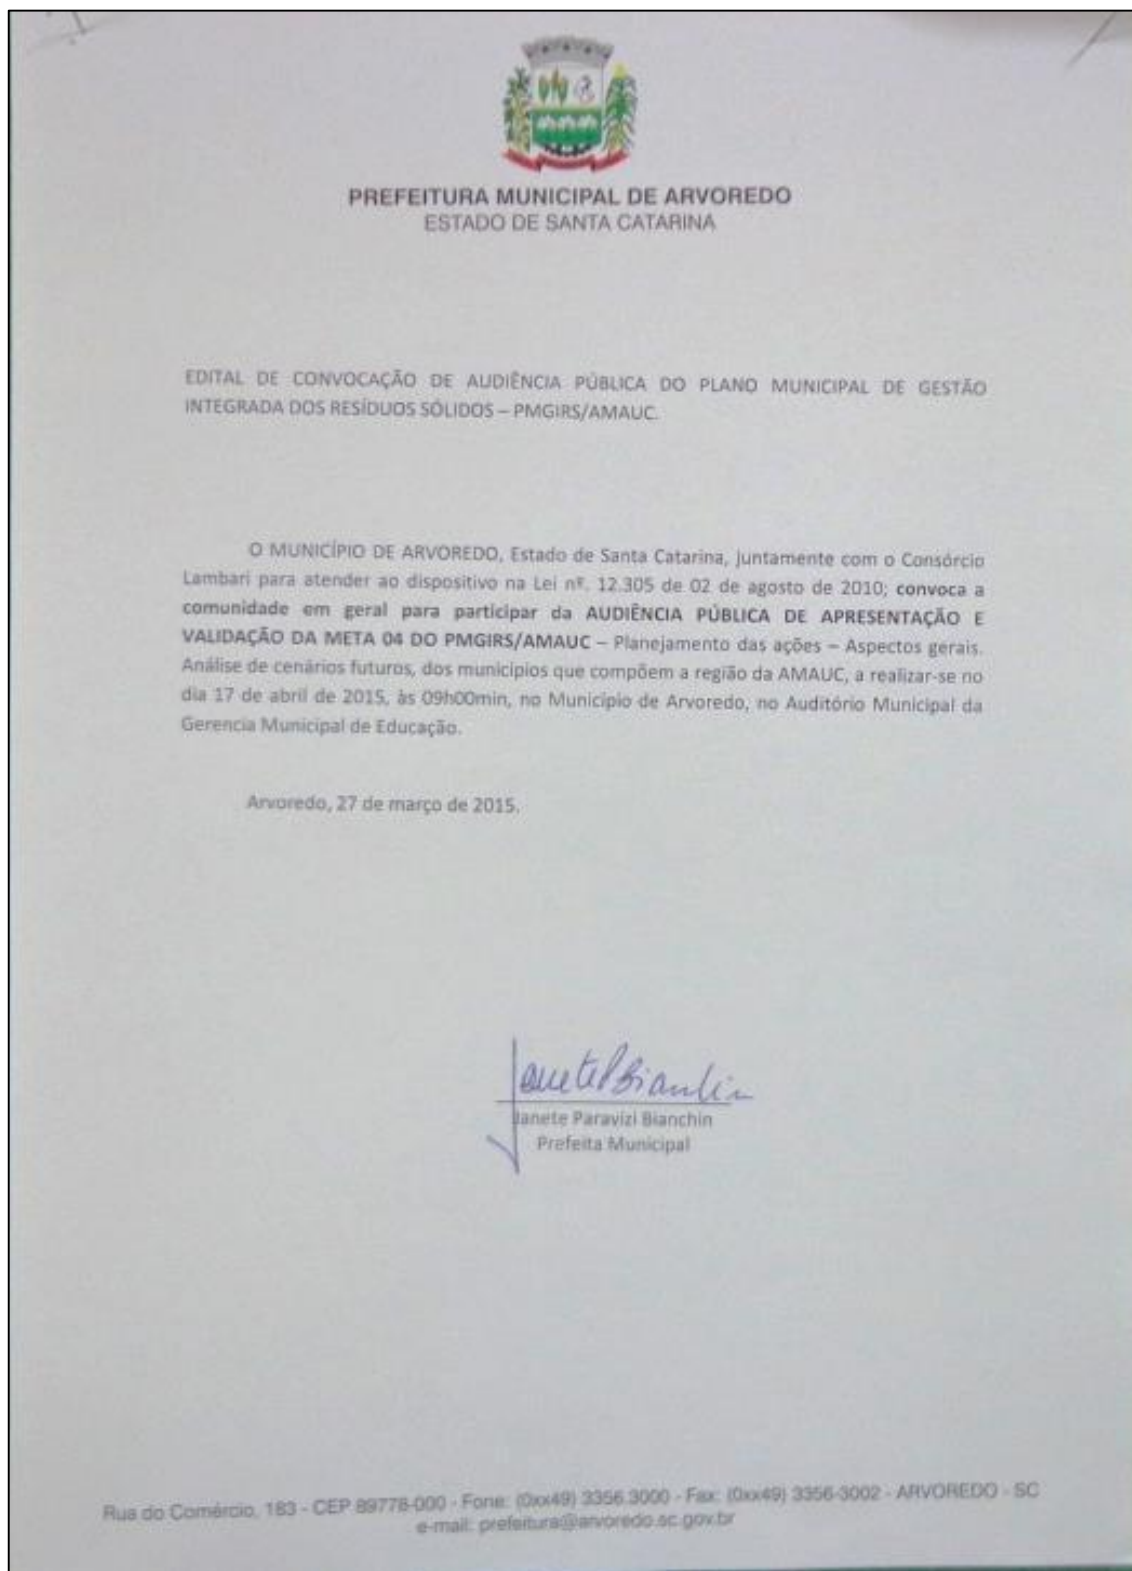 PREFEITURA MUNICIPAL DE ARVOREDO
ESTADO DE SANTA CATARINA
EDITAL DE CONVOCAÇÃO DE AUDIÊNCIA PÚBLICA DO PLANO MUNICIPAL DE GESTÃO
INTEGRADA DOS RESÍDUOS SÓLIDOS – PMGIRS/AMAUC.
O MUNICÍPIO DE ARVOREDO, Estado de Santa Catarina, juntamente com o Consórcio
Lambari para atender ao dispositivo na Lei nº. 12.305 de 02 de agosto de 2010; convoca a
comunidade em geral para participar da AUDIÊNCIA PÚBLICA DE APRESENTAÇÃO E
VALIDAÇÃO DA META 04 DO PMGIRS/AMAUC – Planejamento das ações – Aspectos gerais.
Análise de cenários futuros, dos municípios que compõem a região da AMAUC, a realizar-se no
dia 17 de abril de 2015, às 09h00min, no Município de Arvoredo, no Auditório Municipal da
Gerencia Municipal de Educação.
Arvoredo, 27 de março de 2015.
Janete P Bianchin
Janete Paravizi Bianchin
Prefeita Municipal
Rua do Comércio, 183 - CEP 89778-000 - Fone: (0xx49) 3356.3000 - Fax: (0xx49) 3356-3002 - ARVOREDO - SC
e-mail: prefeitura@arvoredo.sc.gov.br